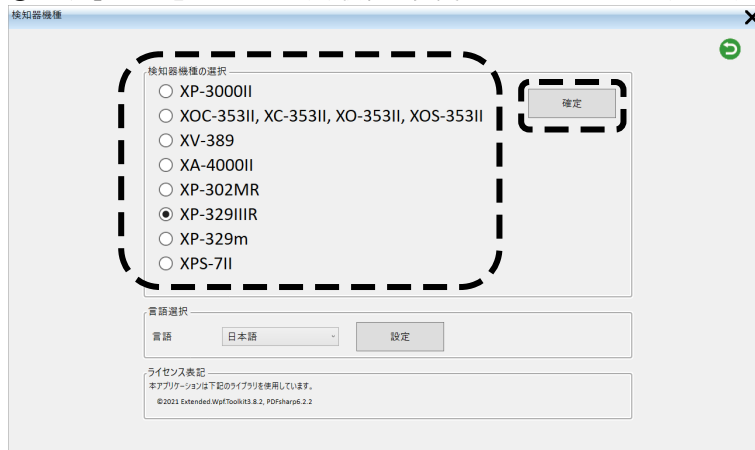 検知器機種
検知器機種の選択
XP-3000II
XOC-353II, XC-353II, XO-353II, XOS-353II
XV-389
XA-4000II
XP-302MR
XP-329IIIR
XP-329m
XPS-7II
確定
言語選択
言語
日本語
設定
ライセンス表記
本アプリケーションは下記のライブラリを使用しています。
©2021 Extended.Wpf.Toolkit3.8.2, PDFsharp6.2.2